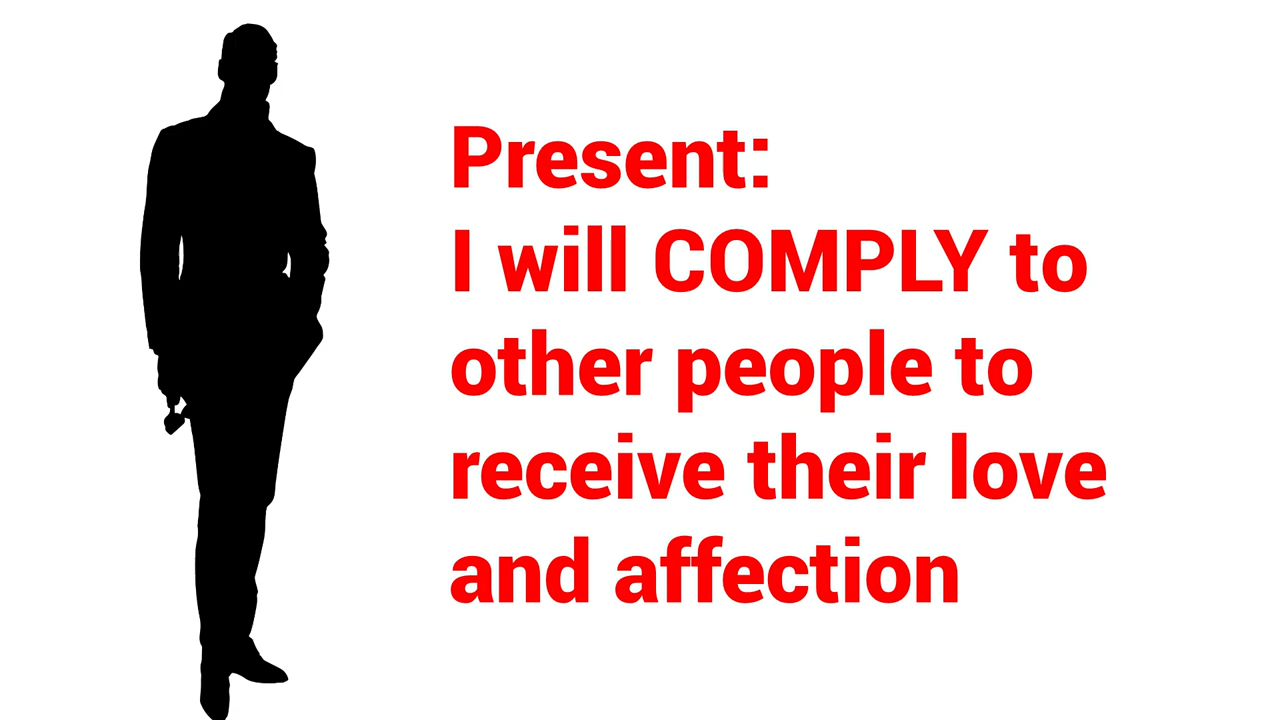 Present:
I will COMPLY to
other people to
receive their love
and affection